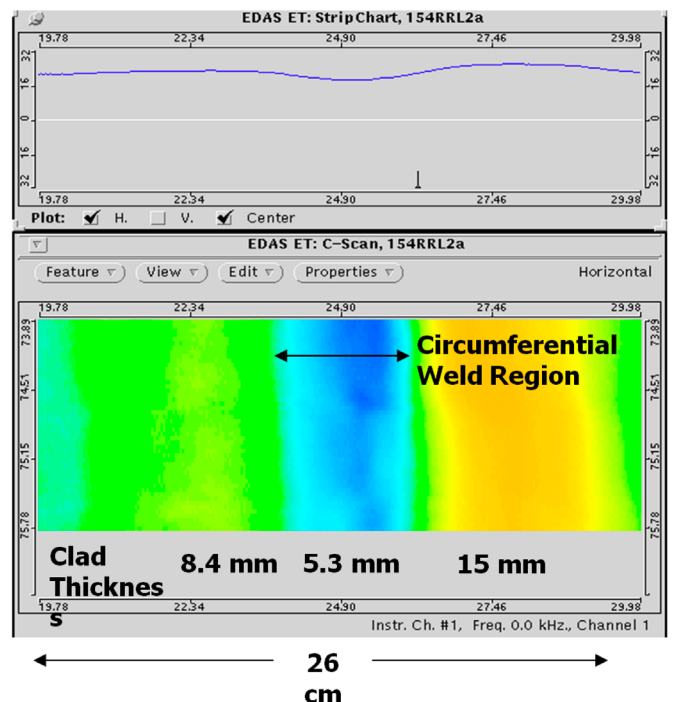 EDAS ET: StripChart, 154RRL2a
19.78 22.34 24.90 27.46 29.98
32 16 0 16 32
32 16 0 16 32
19.78 22.34 24.90 27.46 29.98
Plot: H. V. Center
EDAS ET: C-Scan, 154RRL2a
Feature View Edit Properties Horizontal
19.78 22.34 24.90 27.46 29.98
73.89 74.51 75.15 75.78
73.89 74.51 75.15 75.78
Circumferential
Weld Region
Clad
Thicknes
s
8.4 mm 5.3 mm 15 mm
19.78 22.34 24.90 27.46 29.98
Instr. Ch. #1, Freq. 0.0 kHz., Channel 1
26
cm